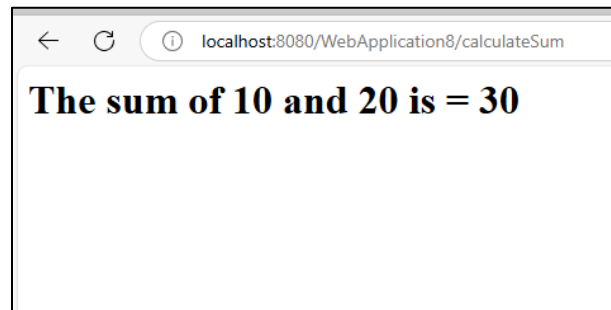 localhost:8080/WebApplication8/calculateSum
The sum of 10 and 20 is = 30